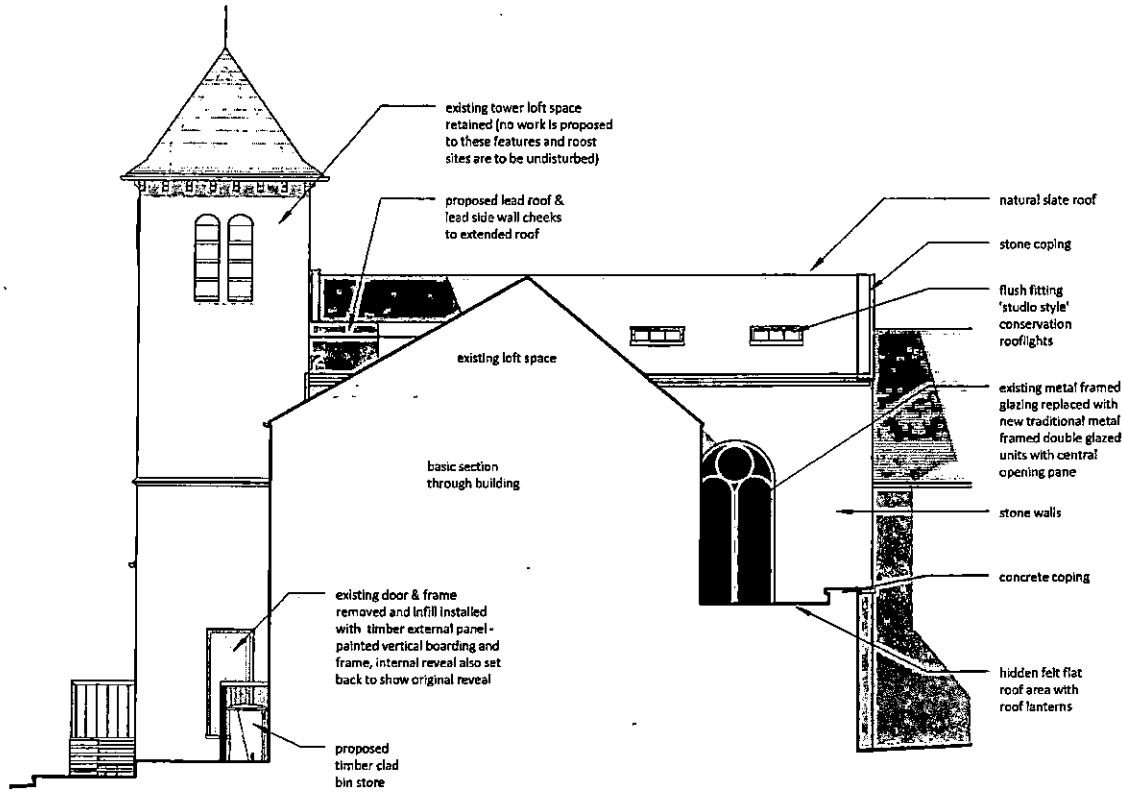 existing tower loft space
retained (no work is proposed
to these features and roost
sites are to be undisturbed)
proposed lead roof &
lead side wall cheeks
to extended roof
natural slate roof
stone coping
flush fitting
'studio style'
conservation
rooflights
existing loft space
existing metal framed
glazing replaced with
new traditional metal
framed double glazed
units with central
opening pane
basic section
through building
stone walls
concrete coping
existing door & frame
removed and infill installed
with timber external panel -
painted vertical boarding and
frame, internal reveal also set
back to show original reveal
hidden felt flat
roof area with
roof lanterns
proposed
timber clad
bin store